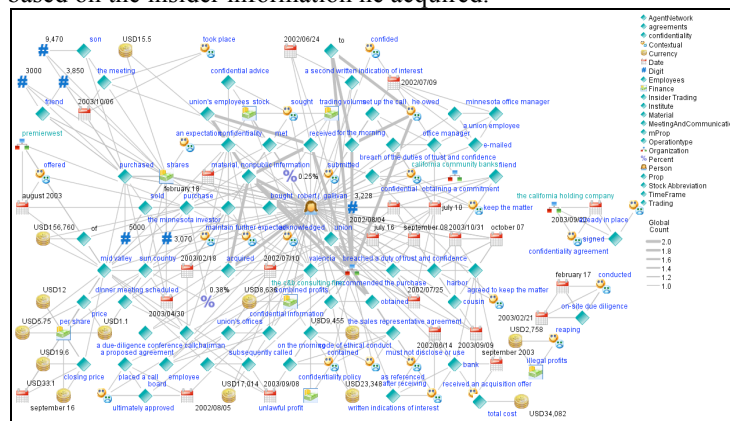 based on the insider information he acquired.
9,470
son
USD15.5
took place
2002/06/24
to
confided
AgentNetwork
agreements
confidentiality
Contextual
Currency
Date
Digit
Employees
Finance
Insider Trading
Institute
Material
MeetingAndCommunication
mProp
Operationtype
Organization
Percent
Person
Prop
Stock Abbreviation
TimeFrame
Trading
Global
Count
2.0
1.8
1.6
1.4
1.2
1.0
3000
3,850
the meeting
confidential advice
a second written indication of interest
2002/07/09
friend
2003/10/06
union's employees
stock
sought
trading volume
set up the call
he owed
minnesota office manager
a union employee
premierwest
an expectation
confidentiality
met
received
for the morning
office manager
e-mailed
offered
purchased
shares
material, nonpublic information
0.25%
submitted
breach of the duties of trust and confidence
california community banks
friend
august 2003
february 18
sold
purchase
bought
robert
galvan
3,228
confidential
obtaining a commitment
the california holding company
the minnesota investor
2002/08/04
july 10
keep the matter
2003/09/22
already in place
USD156,760
of
5000
3,070
maintain
further
acknowledged
union
july 16
september 08
2003/10/31
october 07
signed
confidentiality agreement
mid valley
sun country
2003/02/18
acquired
2002/07/10
valencia
breached a duty of trust and confidence
february 17
conducted
USD12
price
dinner meeting scheduled
0.38%
the c&b consulting firm
recommended the purchase
harbor
agreed to keep the matter
USD8,636
combined profits
2002/07/25
obtained
cousin
2003/02/21
on-site due diligence
USD5.75
per share
USD1.1
2003/04/30
confidential information
union's offices
USD9,455
the sales representative agreement
USD2,758
reaping
a due-diligence conference call
chairman
on the morning
code of ethical conduct
2002/06/14
2003/09/09
september 2003
illegal profits
USD19.6
a proposed agreement
subsequently called
contained
must not disclose or use
closing price
placed a call
employee
confidentiality policy
as referenced
bank
received an acquisition offer
USD33.1
board
USD17,014
2003/09/08
USD23,348
after receiving
total cost
USD34,082
september 16
ultimately approved
2002/08/05
unlawful profit
written indications of interest